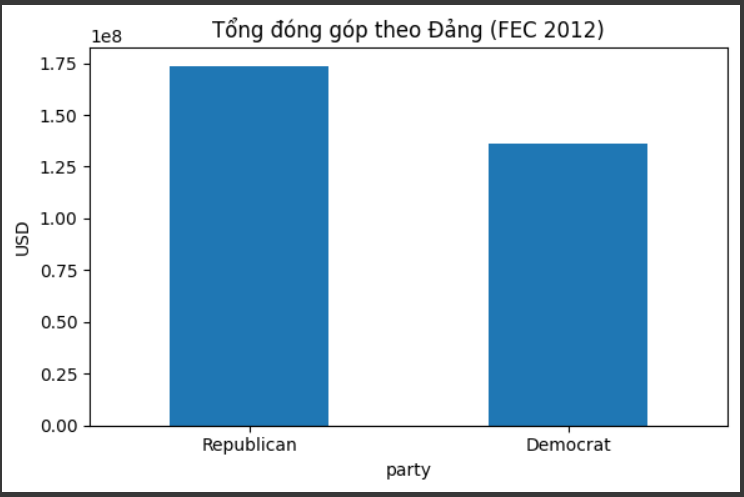 Tổng đóng góp theo Đảng (FEC 2012)
1e8
1.75
1.50
1.25
1.00
0.75
0.50
0.25
0.00
USD
Republican Democrat
party